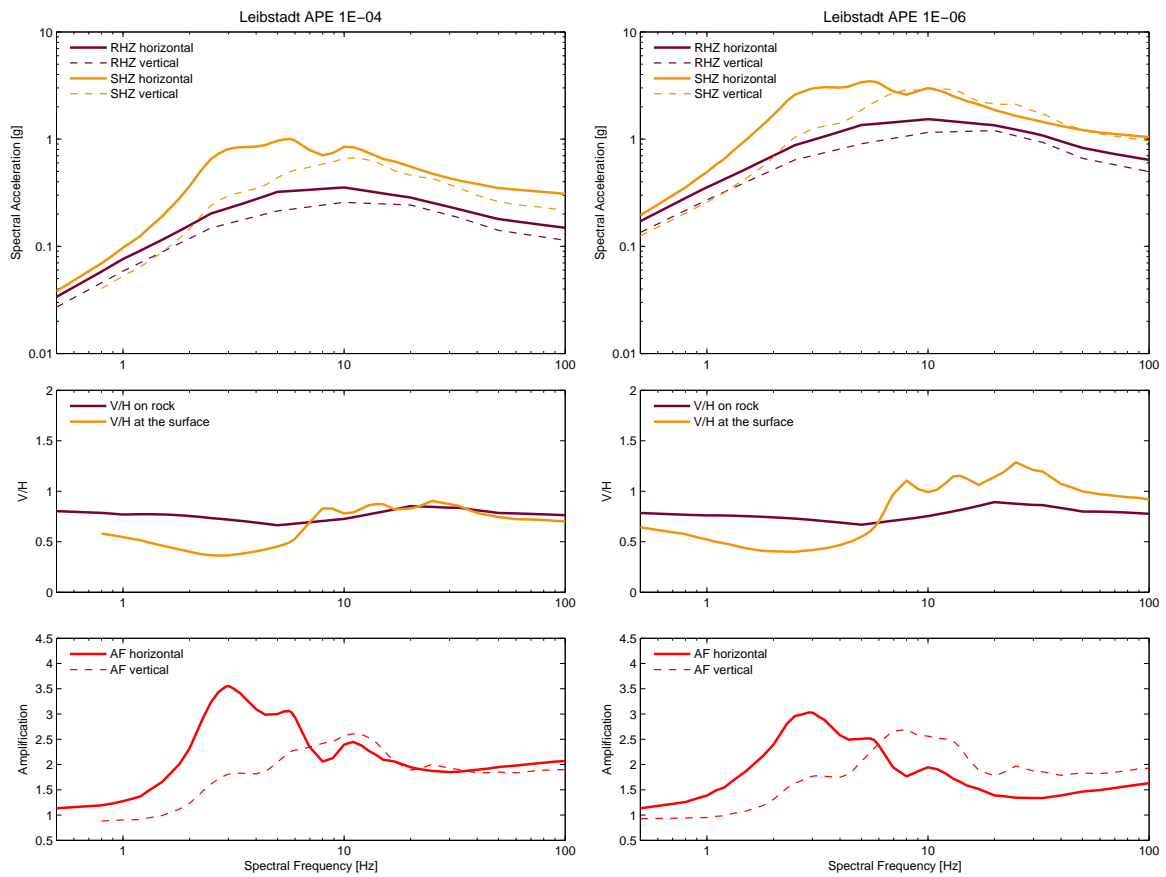 Leibstadt APE 1E−04
10
1
0.1
0.01
Spectral Acceleration [g]
RHZ horizontal
RHZ vertical
SHZ horizontal
SHZ vertical
1
10
100
Leibstadt APE 1E−06
10
1
0.1
0.01
Spectral Acceleration [g]
RHZ horizontal
RHZ vertical
SHZ horizontal
SHZ vertical
1
10
100
2
1.5
1
0.5
0
V/H
V/H on rock
V/H at the surface
1
10
100
2
1.5
1
0.5
0
V/H
V/H on rock
V/H at the surface
1
10
100
4.5
4
3.5
3
2.5
2
1.5
1
0.5
Amplification
AF horizontal
AF vertical
1
10
100
Spectral Frequency [Hz]
4.5
4
3.5
3
2.5
2
1.5
1
0.5
Amplification
AF horizontal
AF vertical
1
10
100
Spectral Frequency [Hz]